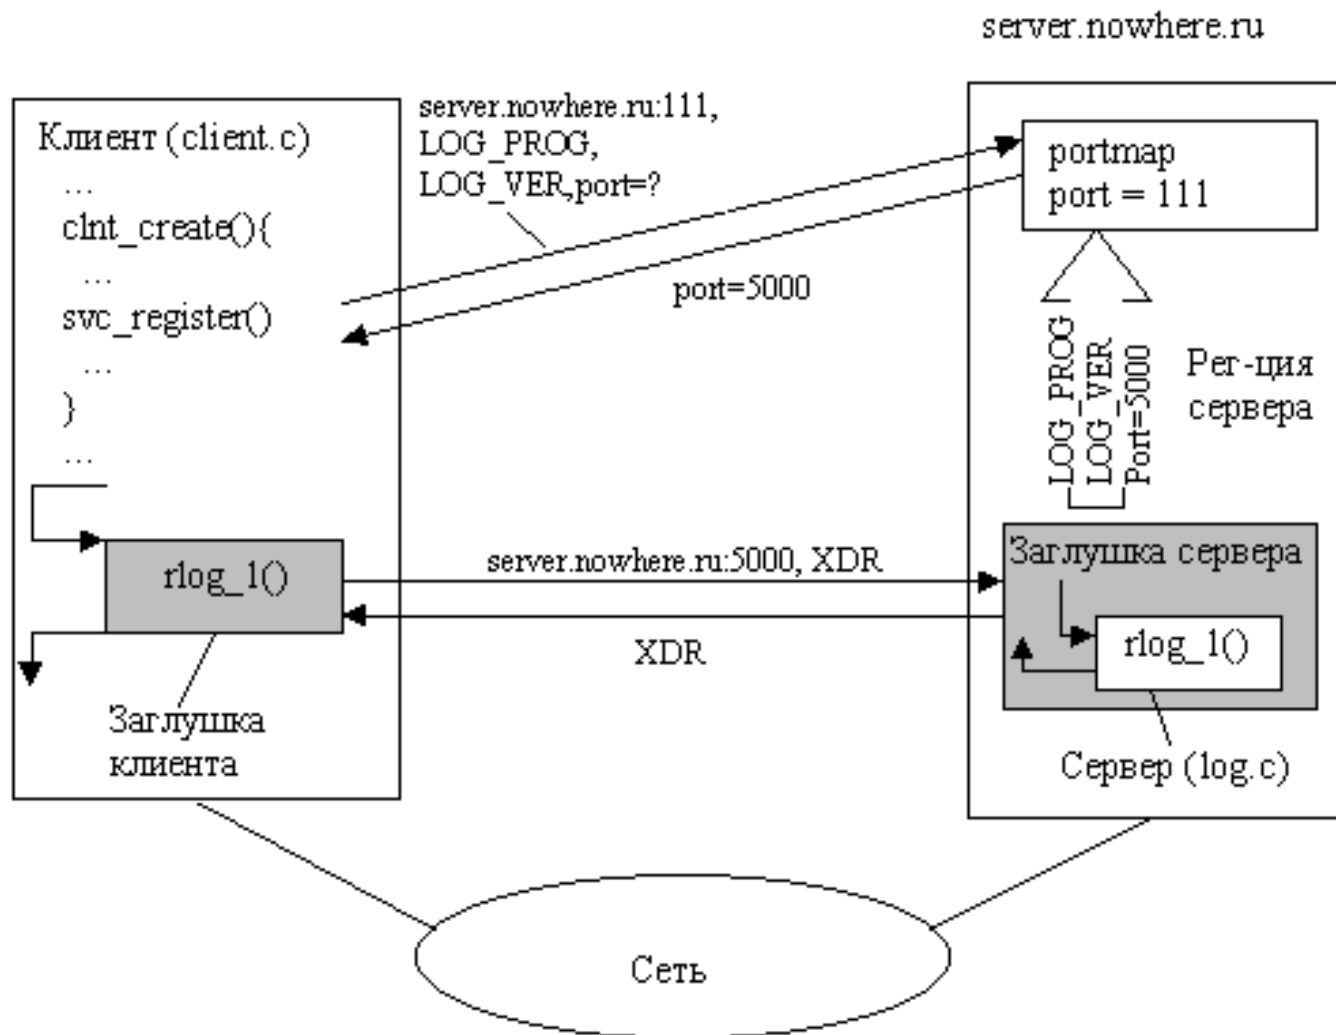 server.nowhere.ru
Клиент (client.c)
...
clnt_create(){
...
svc_register()
...
}
...
server.nowhere.ru:111,
LOG_PROG,
LOG_VER,port=?
port=5000
portmap
port = 111
LOG_PROG
LOG_VER
Port=5000
Рег-ция
сервера
rlog_1()
server.nowhere.ru:5000, XDR
XDR
Заглушка сервера
rlog_1()
Заглушка
клиента
Сервер (log.c)
Сеть